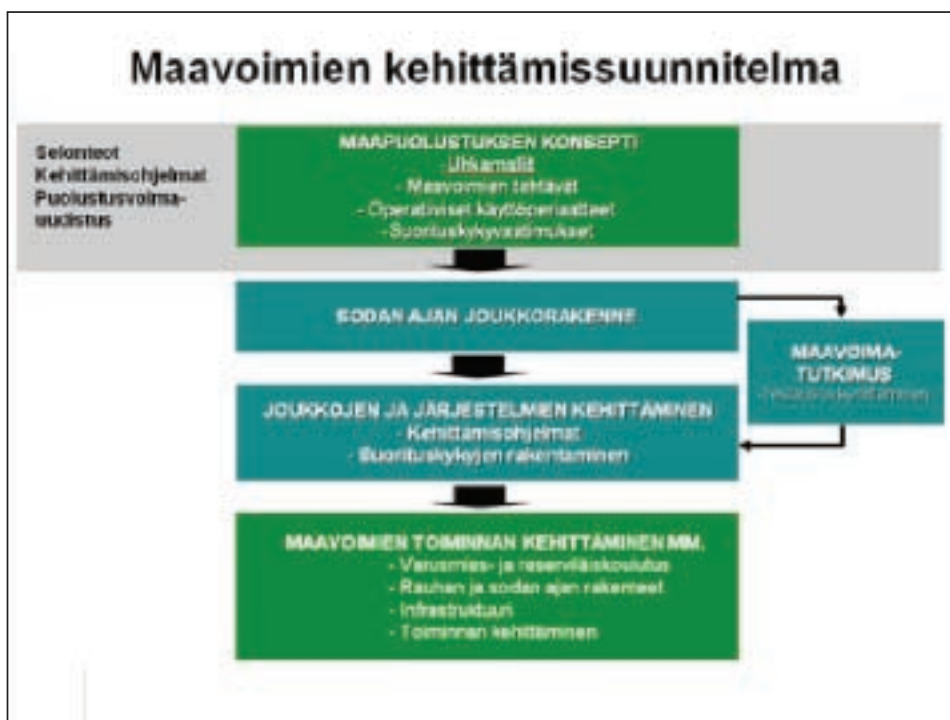 Maavoimien kehittämissuunnitelma
Selonteot
Kehittämisohjelmat
Puolustusvoima-
uudistus
MAAPUOLUSTUKSEN KONSEPTI
-Uhkamallit
- Maavoimien tehtävät
- Operatiiviset käyttöperiaatteet
- Suorituskykyvaatimukset
SODAN AJAN JOUKKORAKENNE
MAAVOIMA-
TUTKIMUS
JOUKKOJEN JA JÄRJESTELMIEN KEHITTÄMINEN
- Kehittämisohjelmat
- Suorituskykyjen rakentaminen
MAAVOIMIEN TOIMINNAN KEHITTÄMINEN MM.
- Varusmies- ja reserviläiskoulutus
- Rauhan ja sodan ajan rakenteet
- Infrastruktuuri
- Toiminnan kehittäminen